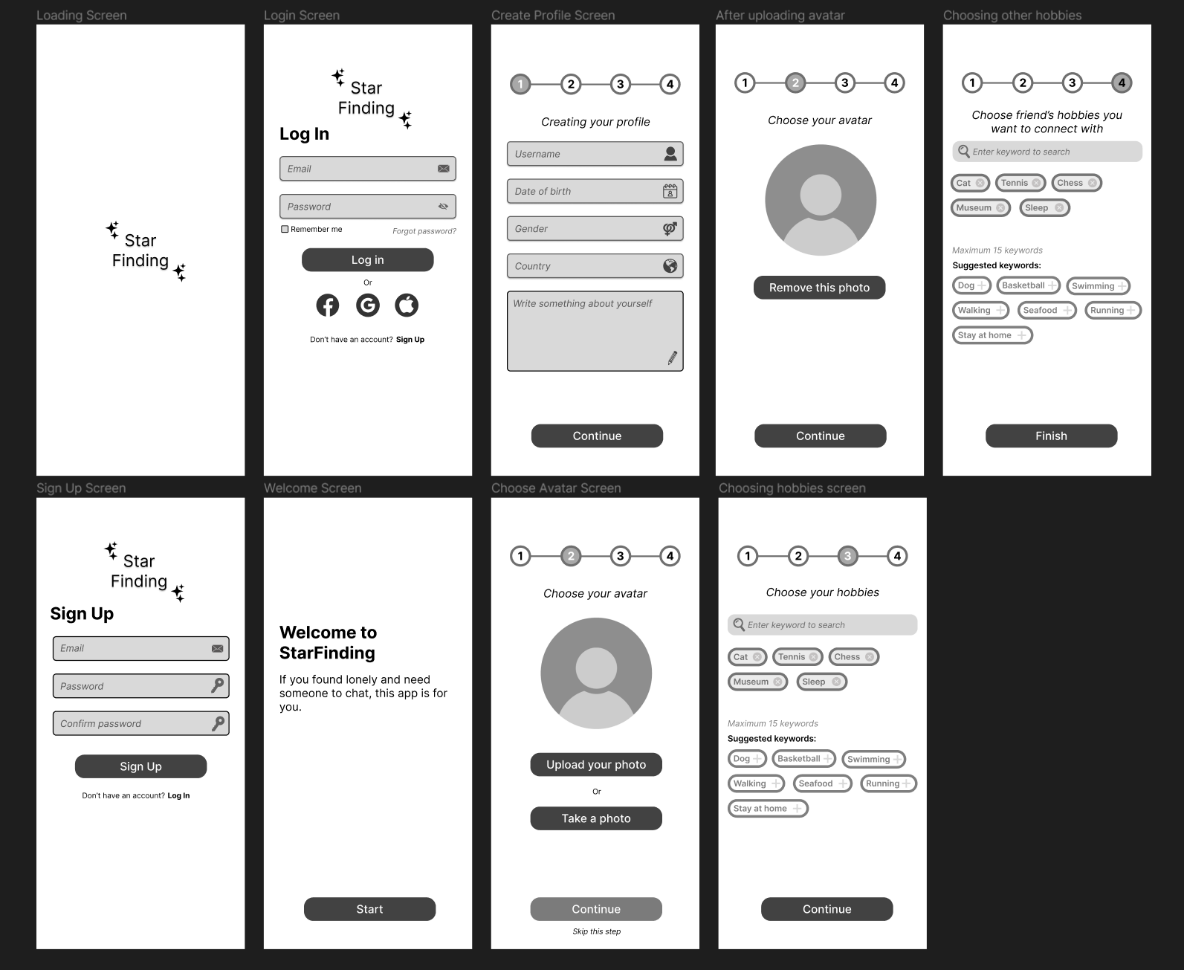 Loading Screen
Star
Finding
Login Screen
Star
Finding
Log In
Email
Password
Remember me
Forgot password?
Log in
Or
Don't have an account? Sign Up
Create Profile Screen
1 2 3 4
Creating your profile
Username
Date of birth
8
Gender
Country
Write something about yourself
Continue
After uploading avatar
1 2 3 4
Choose your avatar
Remove this photo
Continue
Choosing other hobbies
1 2 3 4
Choose friend's hobbies you
want to connect with
Enter keyword to search
Cat Tennis Chess
Museum Sleep
Maximum 15 keywords
Suggested keywords:
Dog Basketball Swimming
Walking Seafood Running
Stay at home
Finish
Sign Up Screen
Star
Finding
Sign Up
Email
Password
Confirm password
Sign Up
Don't have an account? Log In
Welcome Screen
Welcome to
StarFinding
If you found lonely and need
someone to chat, this app is for
you.
Start
Choose Avatar Screen
1 2 3 4
Choose your avatar
Upload your photo
Or
Take a photo
Continue
Skip this step
Choosing hobbies screen
1 2 3 4
Choose your hobbies
Enter keyword to search
Cat Tennis Chess
Museum Sleep
Maximum 15 keywords
Suggested keywords:
Dog Basketball Swimming
Walking Seafood Running
Stay at home
Continue